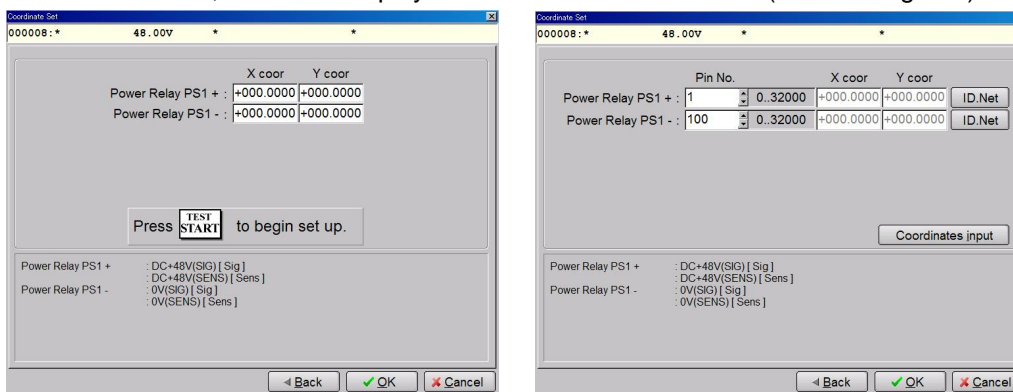 Coordinate Set
000008:* 48.00V * *
X coor Y coor
Power Relay PS1 + : +000.0000 +000.0000
Power Relay PS1 - : +000.0000 +000.0000
Press TEST START to begin set up.
Power Relay PS1 + : DC+48V(SIG) [ Sig ]
: DC+48V(SENS) [ Sens ]
Power Relay PS1 - : 0V(SIG) [ Sig ]
: 0V(SENS) [ Sens ]
Back OK Cancel
Coordinate Set
000008:* 48.00V * *
Pin No. X coor Y coor
Power Relay PS1 + : 1 0..32000 +000.0000 +000.0000 ID.Net
Power Relay PS1 - : 100 0..32000 +000.0000 +000.0000 ID.Net
Coordinates input
Power Relay PS1 + : DC+48V(SIG) [ Sig ]
: DC+48V(SENS) [ Sens ]
Power Relay PS1 - : 0V(SIG) [ Sig ]
: 0V(SENS) [ Sens ]
Back OK Cancel